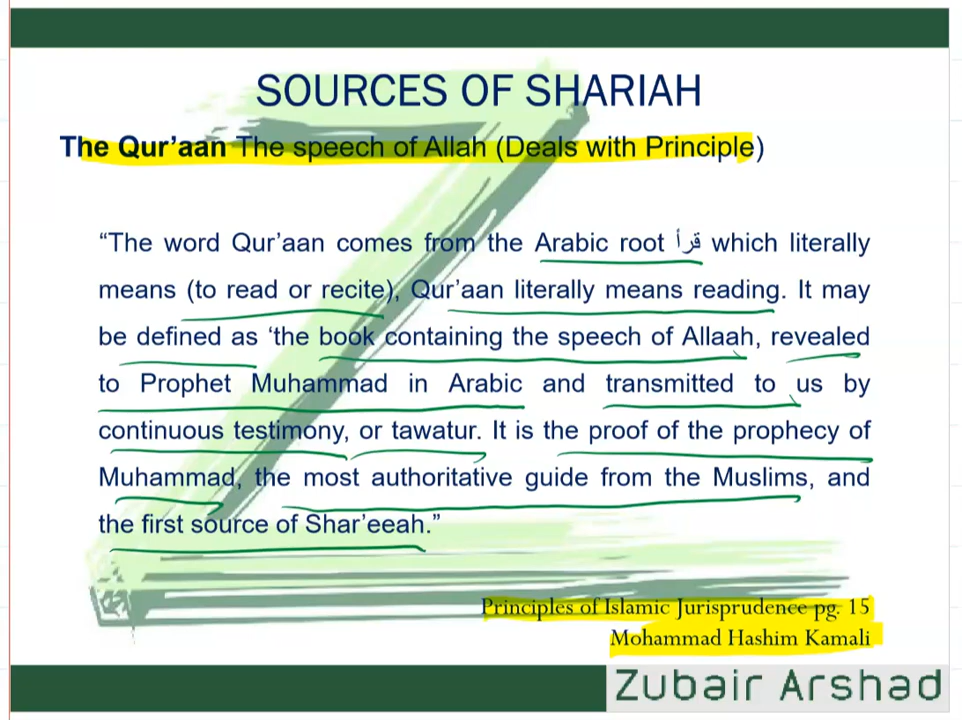 SOURCES OF SHARIAH
The Qur’aan The speech of Allah (Deals with Principle)
“The word Qur’aan comes from the Arabic root قرأ which literally
means (to read or recite), Qur’aan literally means reading. It may
be defined as ‘the book containing the speech of Allaah, revealed
to Prophet Muhammad in Arabic and transmitted to us by
continuous testimony, or tawatur. It is the proof of the prophecy of
Muhammad, the most authoritative guide from the Muslims, and
the first source of Shar’eeah.”
Principles of Islamic Jurisprudence pg. 15
Mohammad Hashim Kamali
Zubair Arshad